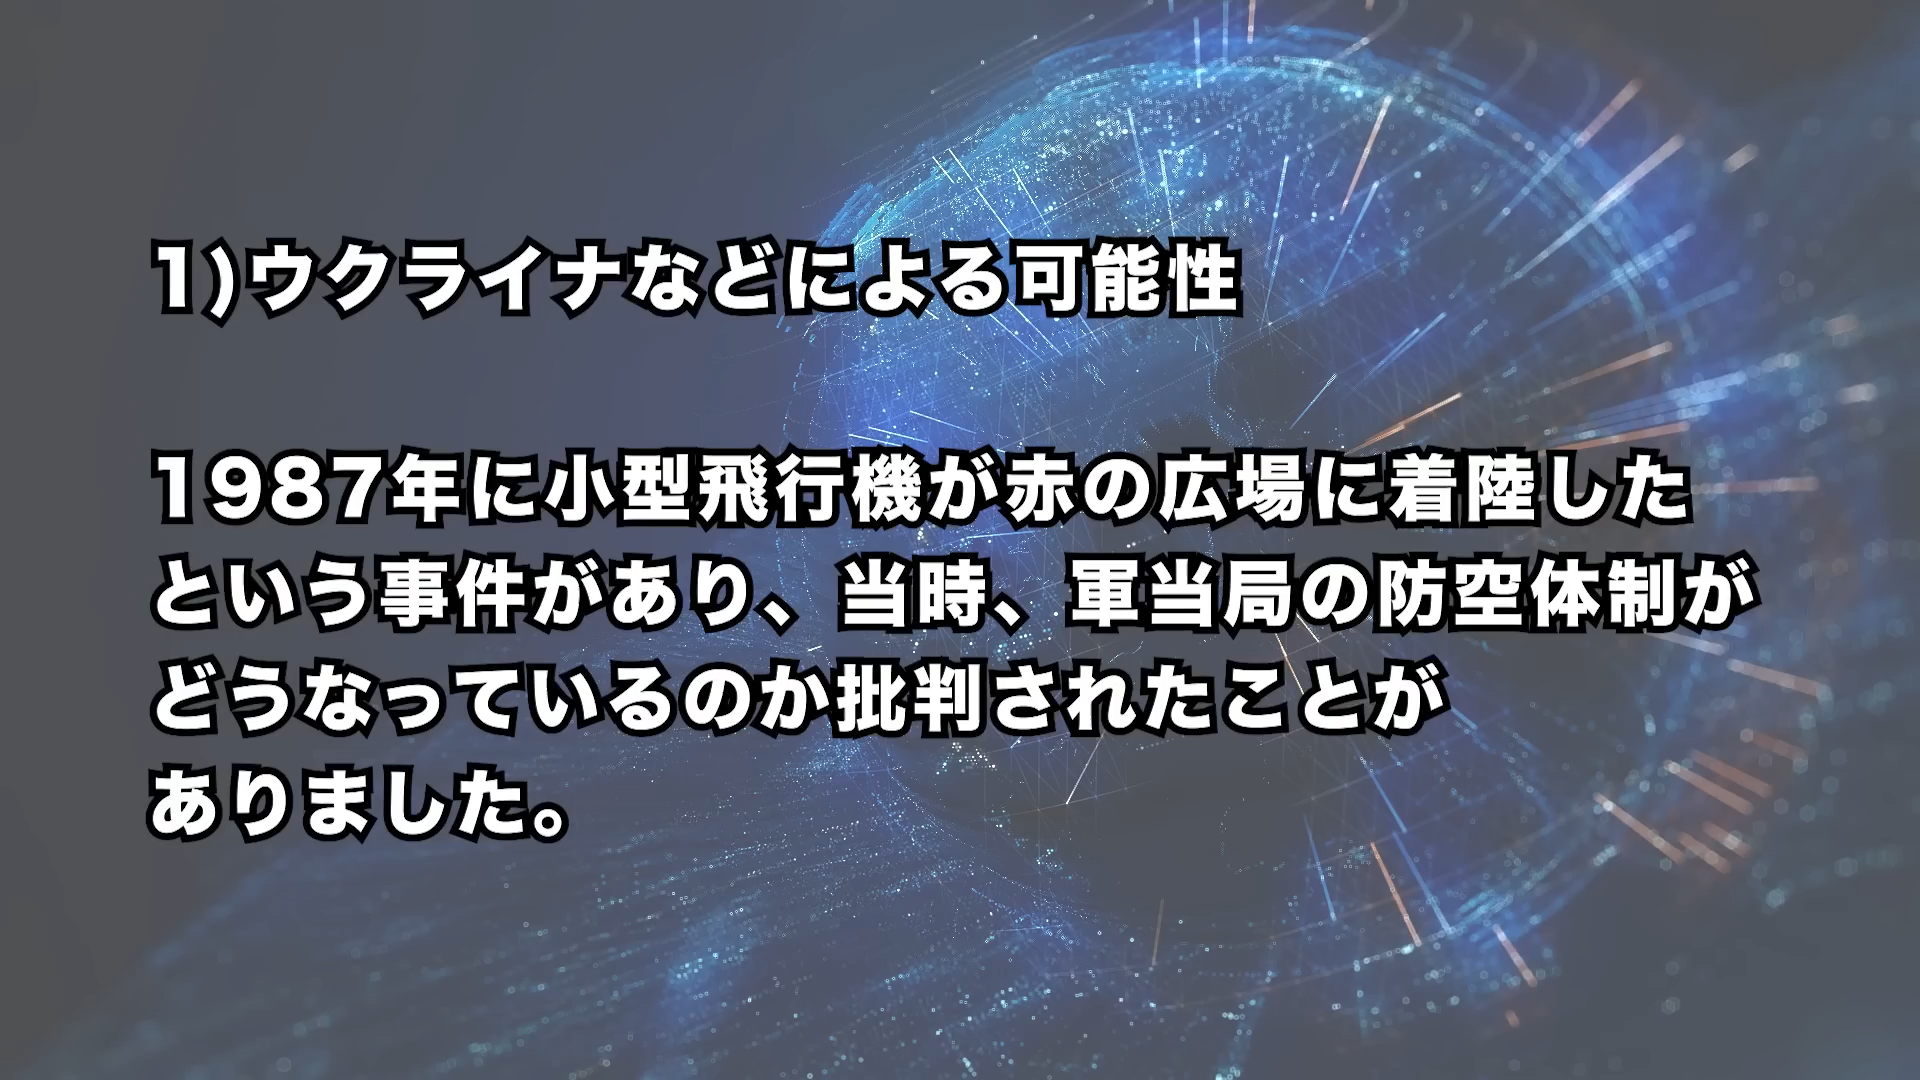 1)ウクライナなどによる可能性
1987年に小型飛行機が赤の広場に着陸した
という事件があり、当時、軍当局の防空体制が
どうなっているのか批判されたことが
ありました。